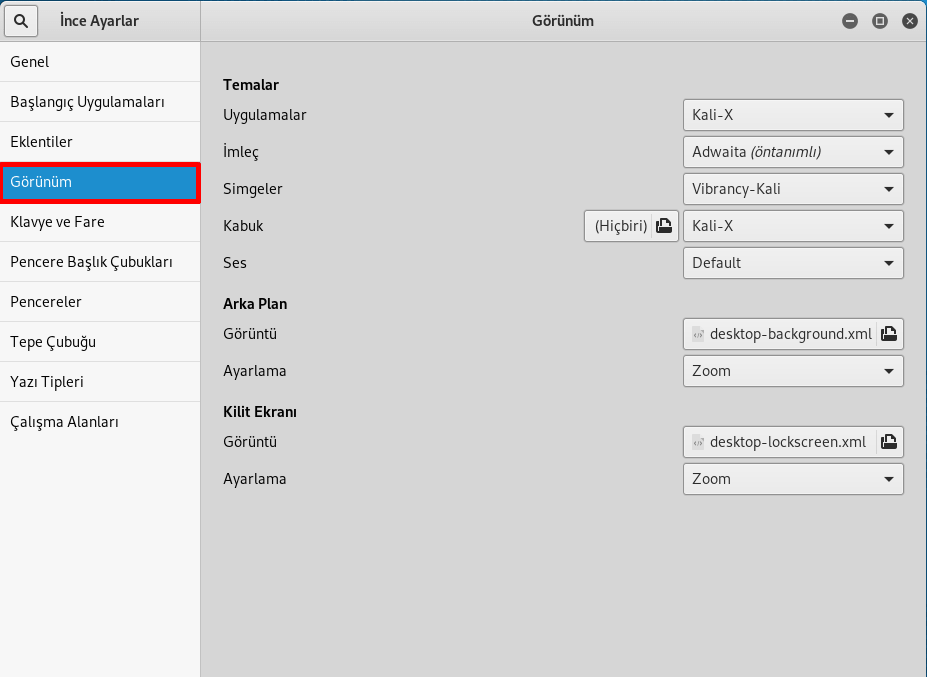 İnce Ayarlar
Görünüm
Genel
Başlangıç Uygulamaları
Eklentiler
Görünüm
Klavye ve Fare
Pencere Başlık Çubukları
Pencereler
Tepe Çubuğu
Yazı Tipleri
Çalışma Alanları
Temalar
Uygulamalar Kali-X
İmleç Adwaita (öntanımlı)
Simgeler Vibrancy-Kali
Kabuk (Hiçbiri) Kali-X
Ses Default
Arka Plan
Görüntü desktop-background.xml
Ayarlama Zoom
Kilit Ekranı
Görüntü desktop-lockscreen.xml
Ayarlama Zoom